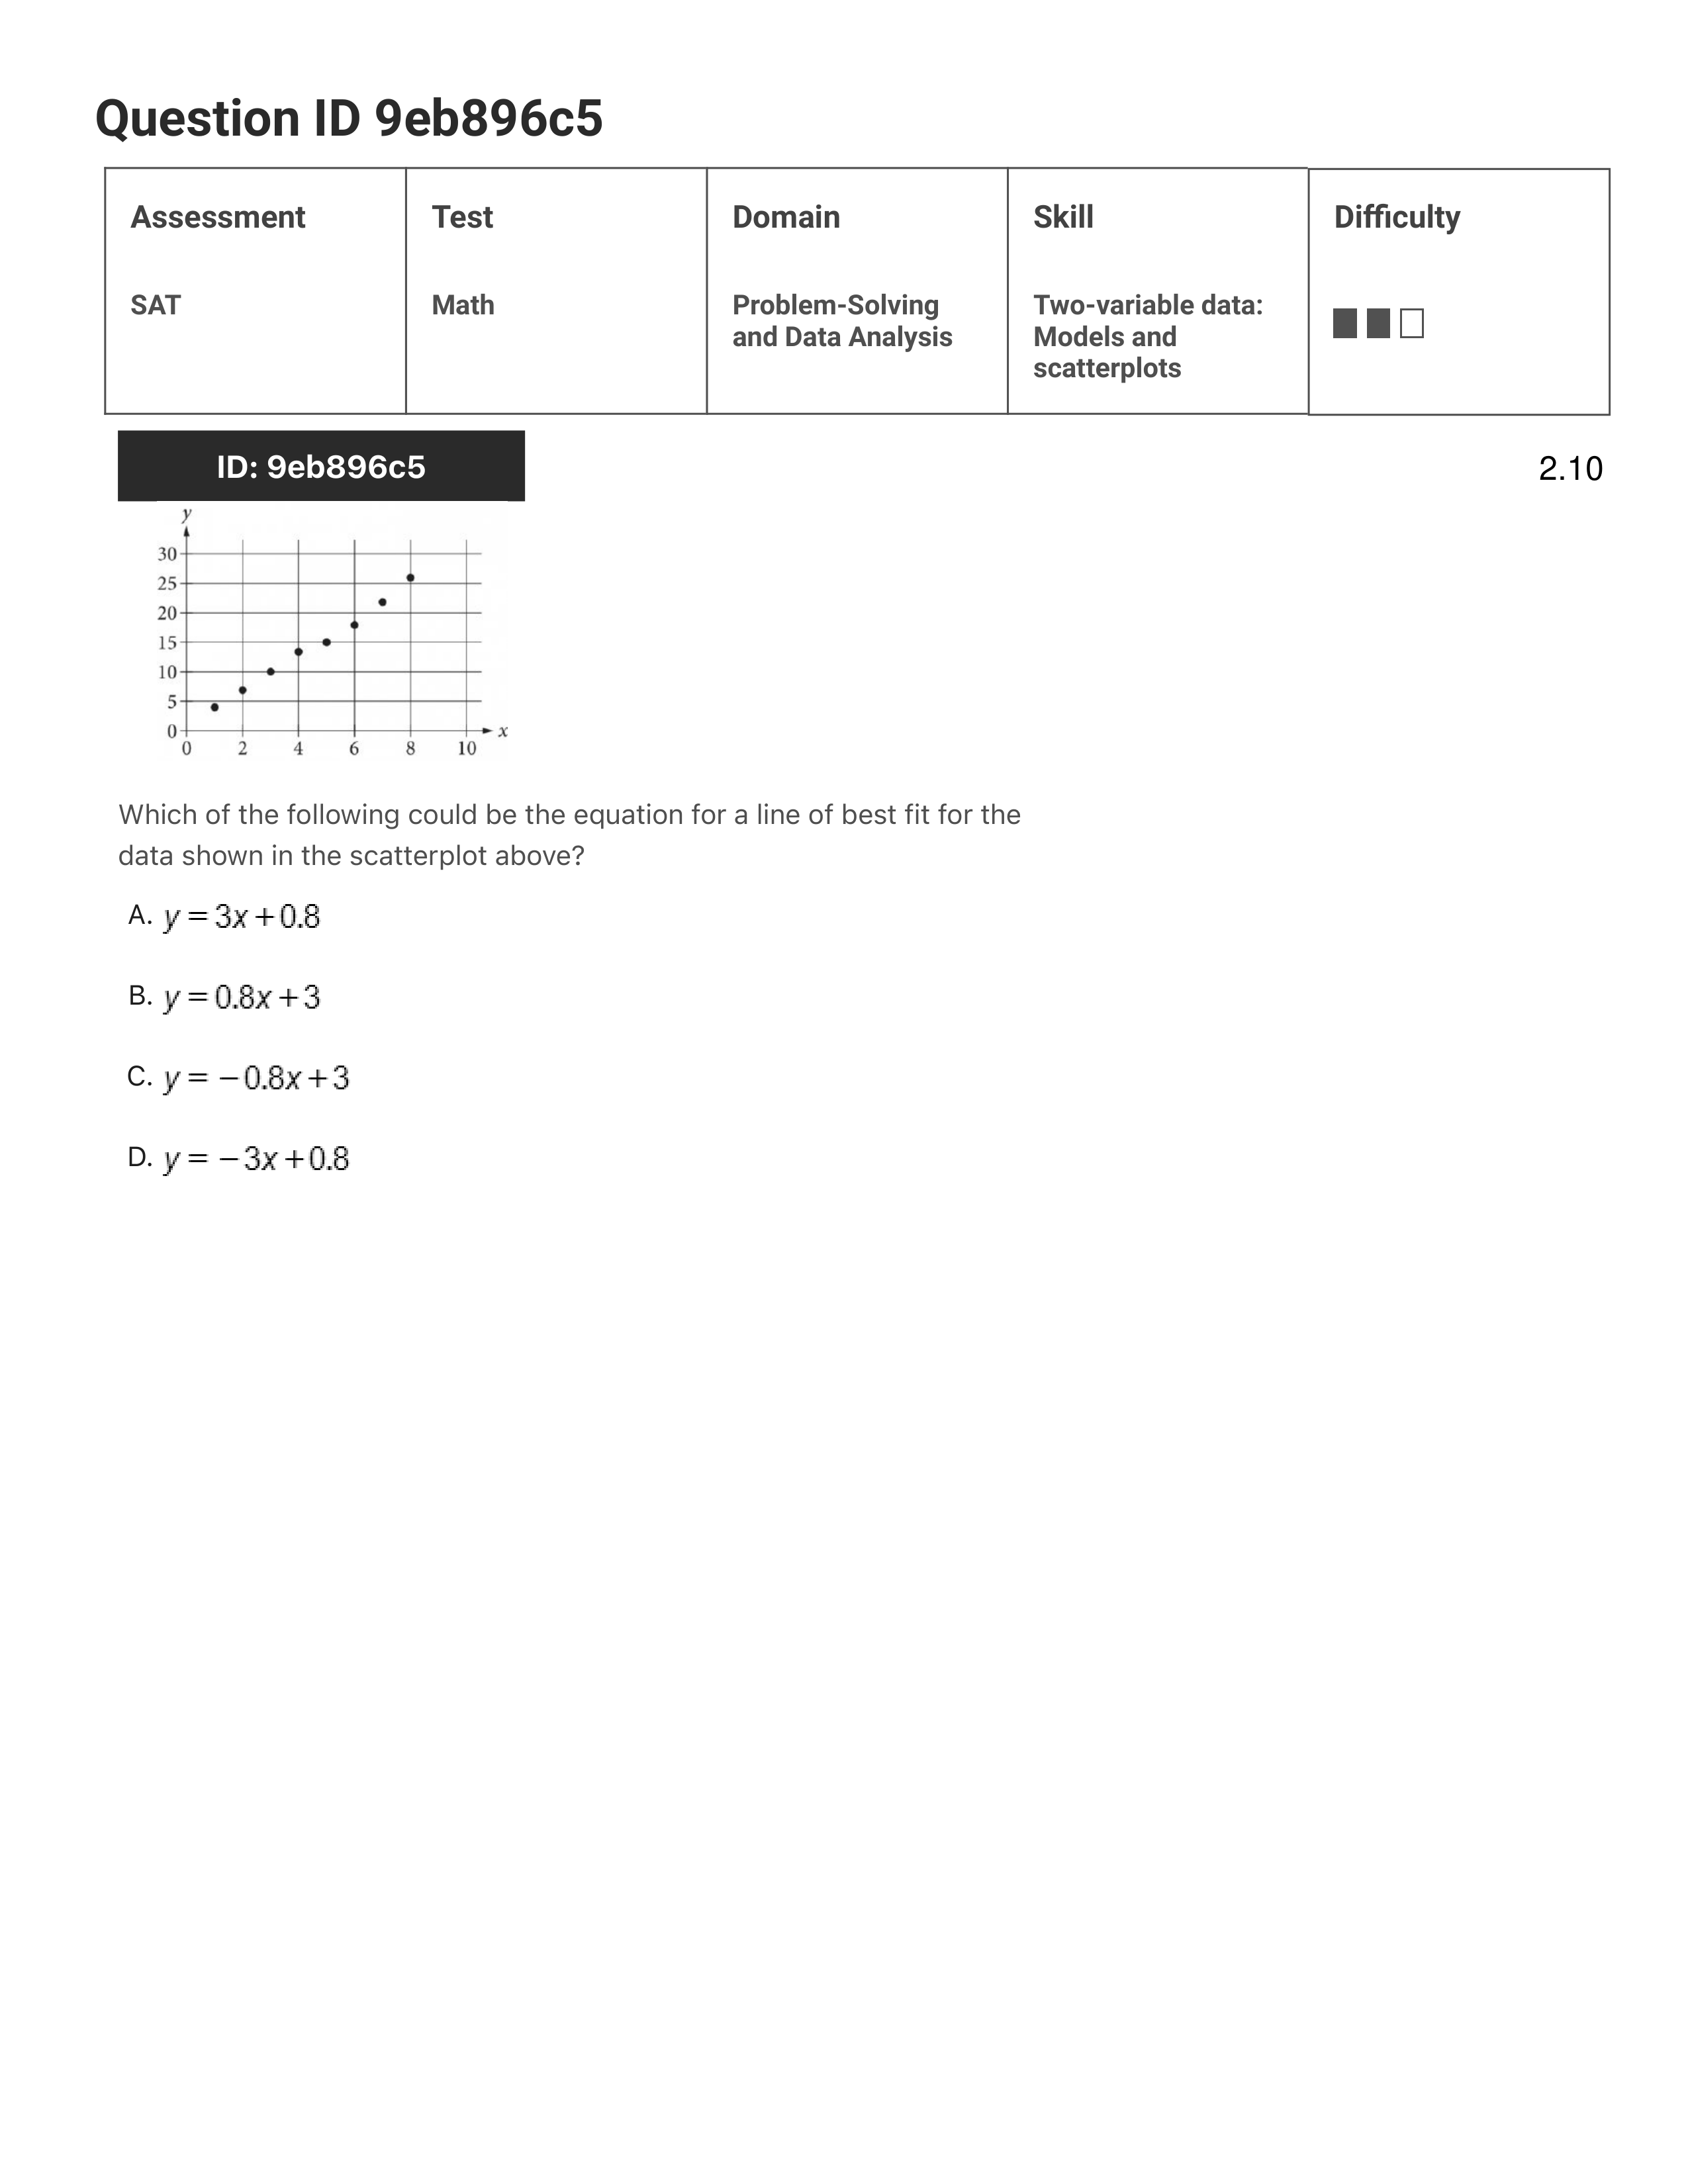 Question ID 9eb896c5
Assessment Test Domain Skill Difficulty
SAT Math Problem-Solving Two-variable data:
and Data Analysis Models and
scatterplots
ID: 9eb896c5 2.10
y
30
25
20
15
10
5
0
x
0 2 4 6 8 10
Which of the following could be the equation for a line of best fit for the
data shown in the scatterplot above?
A. y = 3x + 0.8
B. y = 0.8x + 3
C. y = −0.8x + 3
D. y = −3x + 0.8